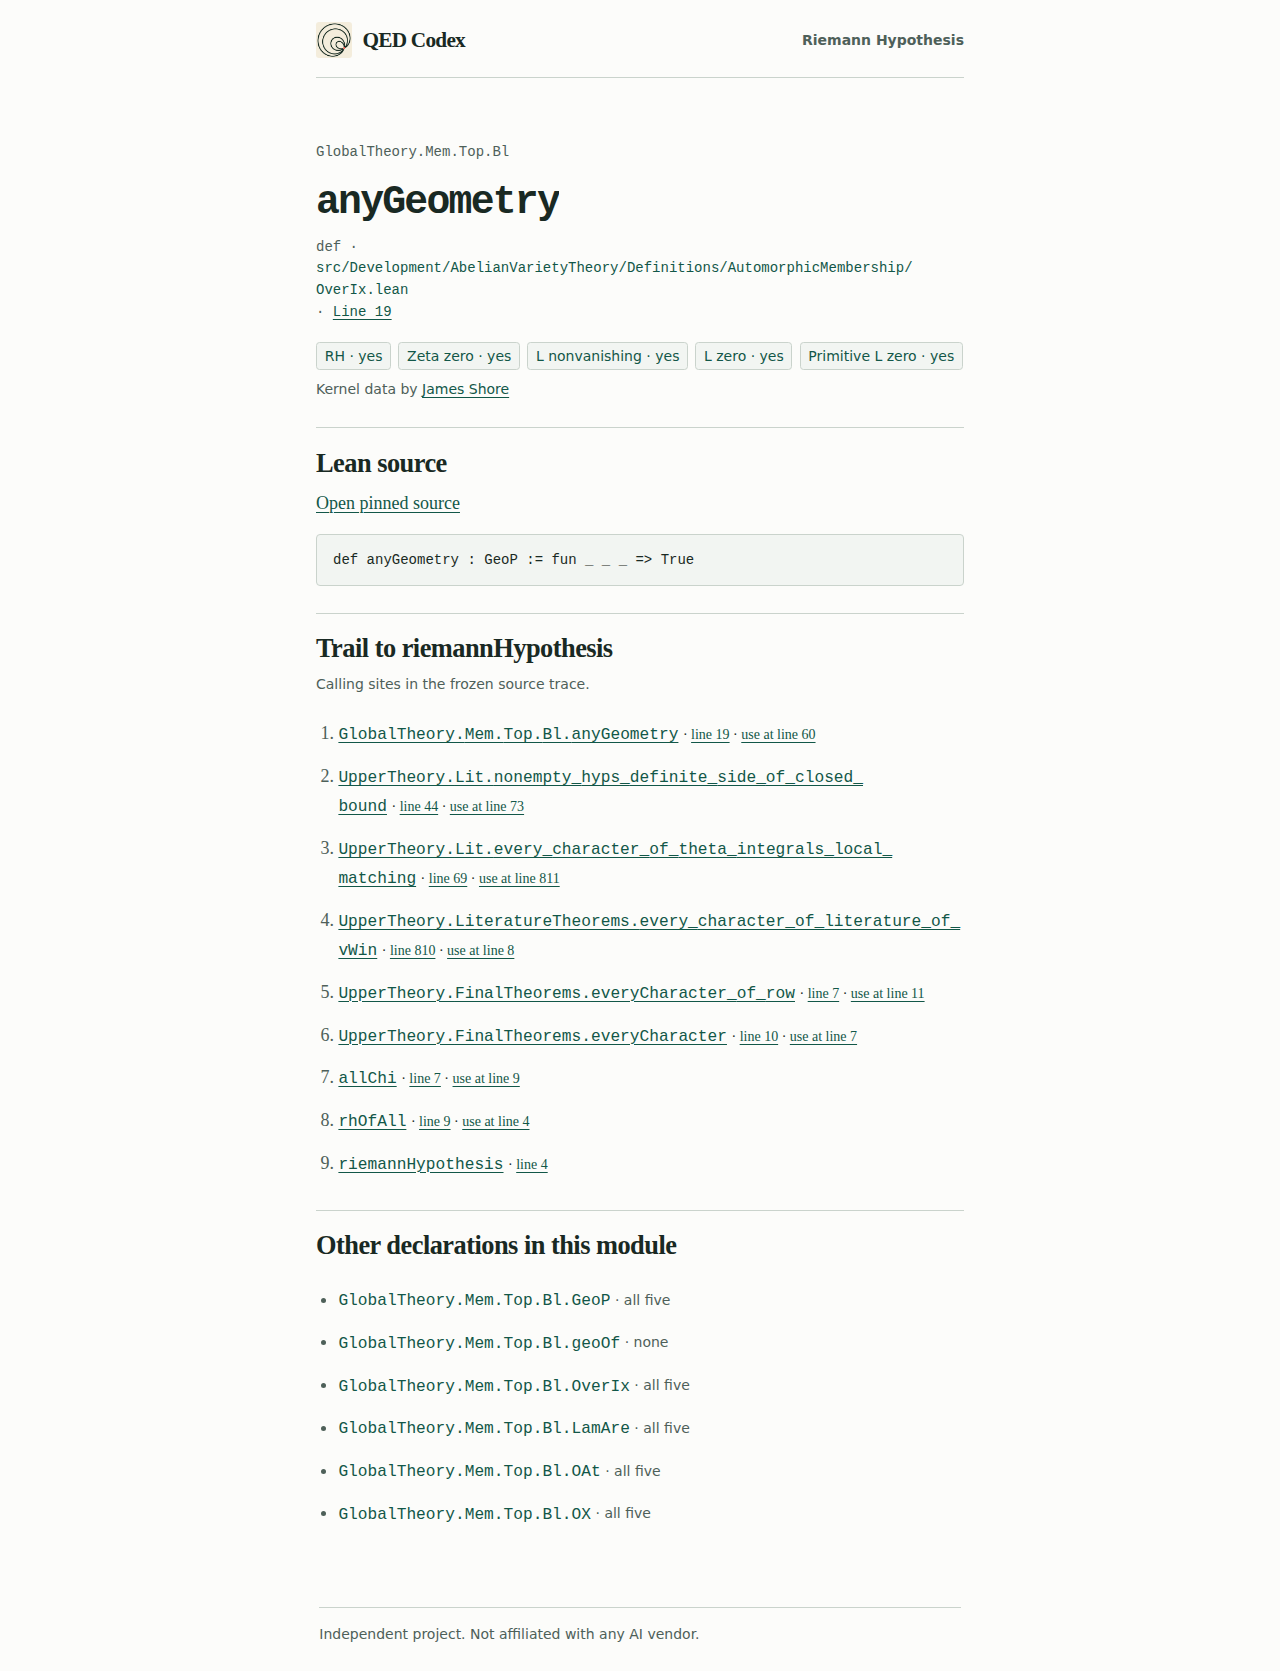 QED Codex
Riemann Hypothesis
GlobalTheory.Mem.Top.Bl
anyGeometry
def ·
src/Development/AbelianVarietyTheory/Definitions/AutomorphicMembership/
OverIx.lean
· Line 19
RH · yes
Zeta zero · yes
L nonvanishing · yes
L zero · yes
Primitive L zero · yes
Kernel data by James Shore
Lean source
Open pinned source
def anyGeometry : GeoP := fun _ _ _ => True
Trail to riemannHypothesis
Calling sites in the frozen source trace.
1. GlobalTheory.Mem.Top.Bl.anyGeometry · line 19 · use at line 60
2. UpperTheory.Lit.nonempty_hyps_definite_side_of_closed_
bound · line 44 · use at line 73
3. UpperTheory.Lit.every_character_of_theta_integrals_local_
matching · line 69 · use at line 811
4. UpperTheory.LiteratureTheorems.every_character_of_literature_of_
vWin · line 810 · use at line 8
5. UpperTheory.FinalTheorems.everyCharacter_of_row · line 7 · use at line 11
6. UpperTheory.FinalTheorems.everyCharacter · line 10 · use at line 7
7. allChi · line 7 · use at line 9
8. rhOfAll · line 9 · use at line 4
9. riemannHypothesis · line 4
Other declarations in this module
• GlobalTheory.Mem.Top.Bl.GeoP · all five
• GlobalTheory.Mem.Top.Bl.geoOf · none
• GlobalTheory.Mem.Top.Bl.OverIx · all five
• GlobalTheory.Mem.Top.Bl.LamAre · all five
• GlobalTheory.Mem.Top.Bl.OAt · all five
• GlobalTheory.Mem.Top.Bl.OX · all five
Independent project. Not affiliated with any AI vendor.